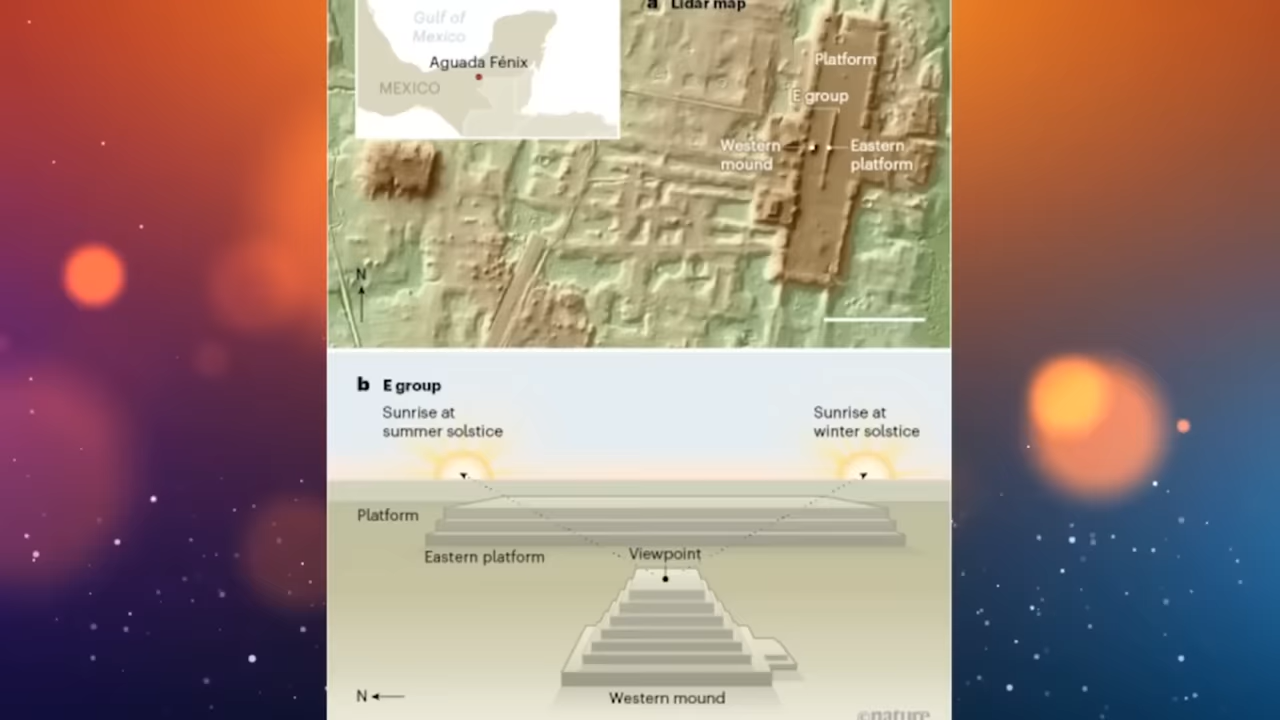 a Lidar map
Gulf of
Mexico
Aguada Fénix
MEXICO
Platform
E group
Western
mound
Eastern
platform
N
b E group
Sunrise at
summer solstice
Sunrise at
winter solstice
Platform
Eastern platform
Viewpoint
N
Western mound
©nature